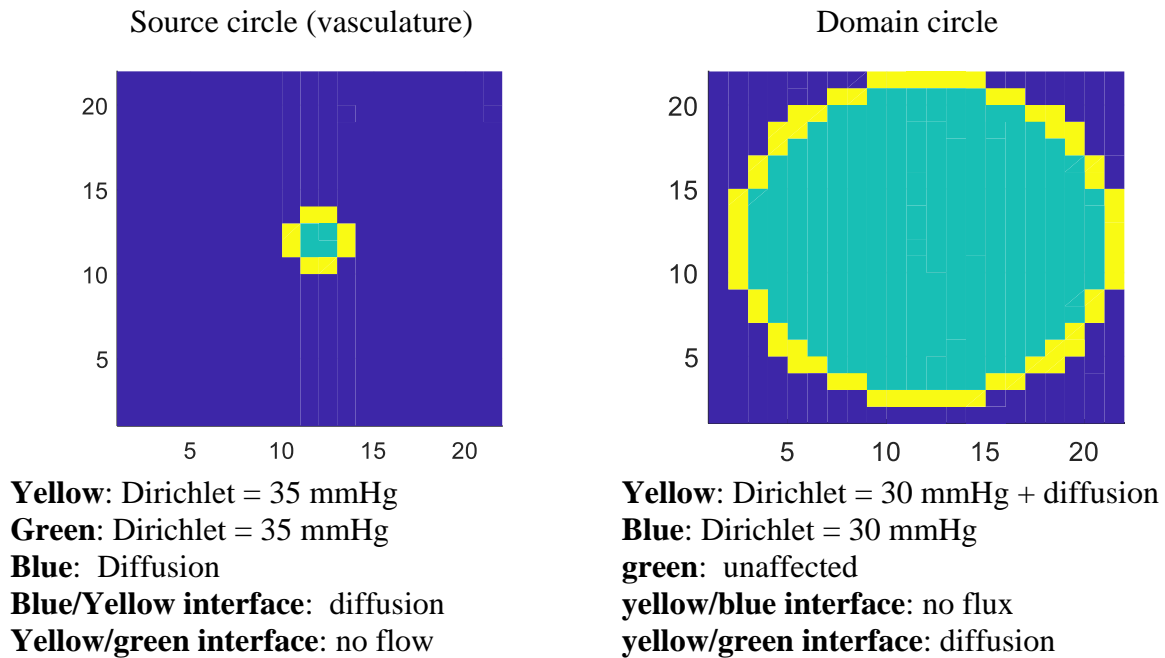 Source circle (vasculature)
20
15
10
5
5
10
15
20
Yellow: Dirichlet = 35 mmHg
Green: Dirichlet = 35 mmHg
Blue: Diffusion
Blue/Yellow interface: diffusion
Yellow/green interface: no flow
Domain circle
20
15
10
5
5
10
15
20
Yellow: Dirichlet = 30 mmHg + diffusion
Blue: Dirichlet = 30 mmHg
green: unaffected
yellow/blue interface: no flux
yellow/green interface: diffusion